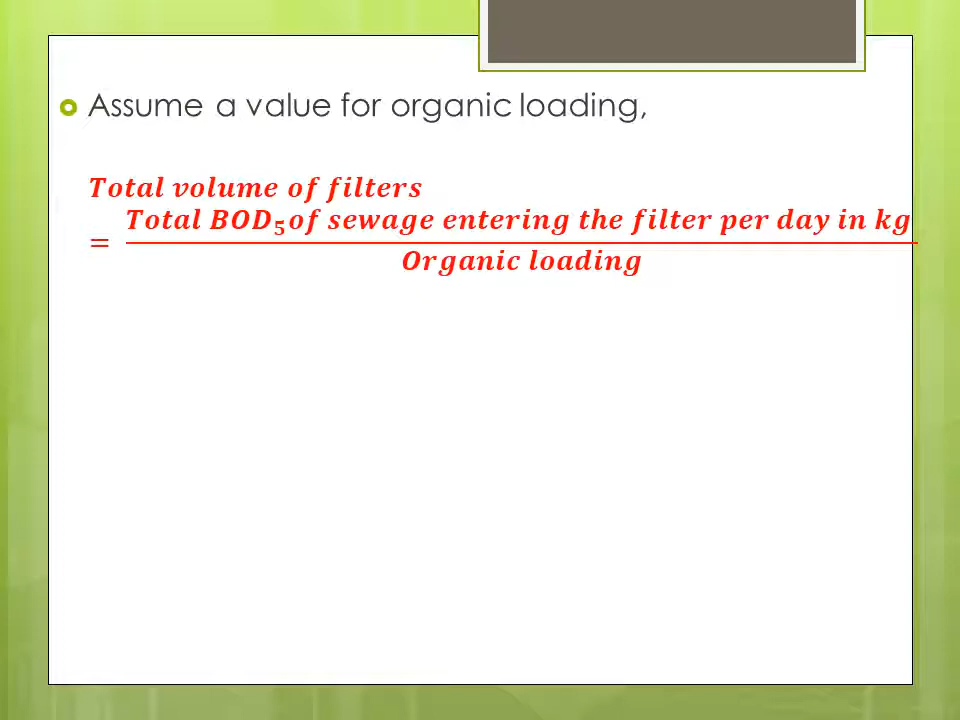 Assume a value for organic loading,
Total volume of filters
= Total BOD₅ of sewage entering the filter per day in kg
Organic loading